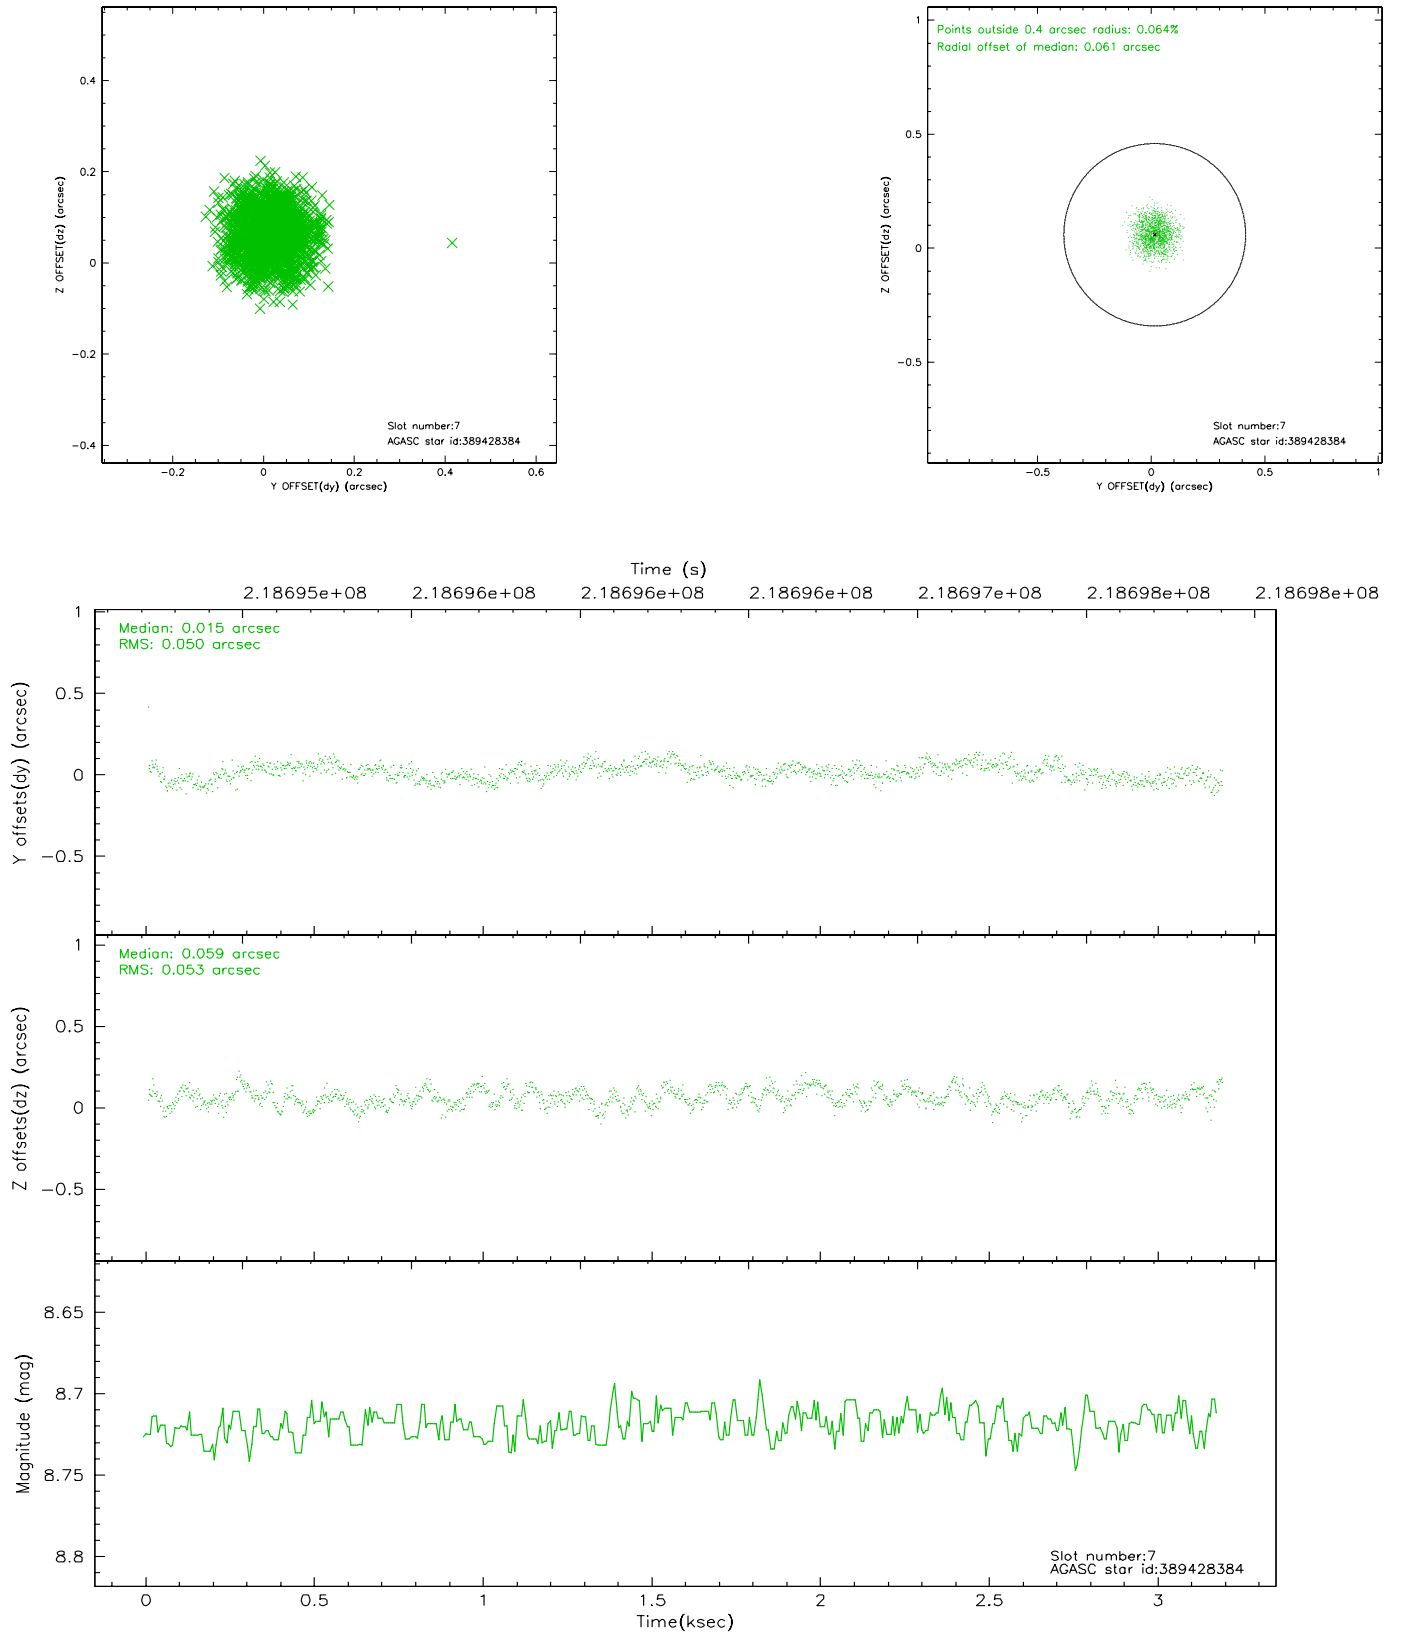 0.4
0.2
0
-0.2
-0.4
Z OFFSET(dz) (arcsec)
Slot number:7
AGASC star id:389428384
-0.2 0 0.2 0.4 0.6
Y OFFSET(dy) (arcsec)
1
0.5
0
-0.5
Z OFFSET(dz) (arcsec)
Points outside 0.4 arcsec radius: 0.064%
Radial offset of median: 0.061 arcsec
Slot number:7
AGASC star id:389428384
-0.5 0 0.5 1
Y OFFSET(dy) (arcsec)
Time (s)
2.18695e+08 2.18696e+08 2.18696e+08 2.18696e+08 2.18697e+08 2.18698e+08 2.18698e+08
1
0.5
0
-0.5
Y offsets(dy) (arcsec)
Median: 0.015 arcsec
RMS: 0.050 arcsec
1
0.5
0
-0.5
Z offsets(dz) (arcsec)
Median: 0.059 arcsec
RMS: 0.053 arcsec
8.65
8.7
8.75
8.8
Magnitude (mag)
Slot number:7
AGASC star id:389428384
0 0.5 1 1.5 2 2.5 3
Time(ksec)